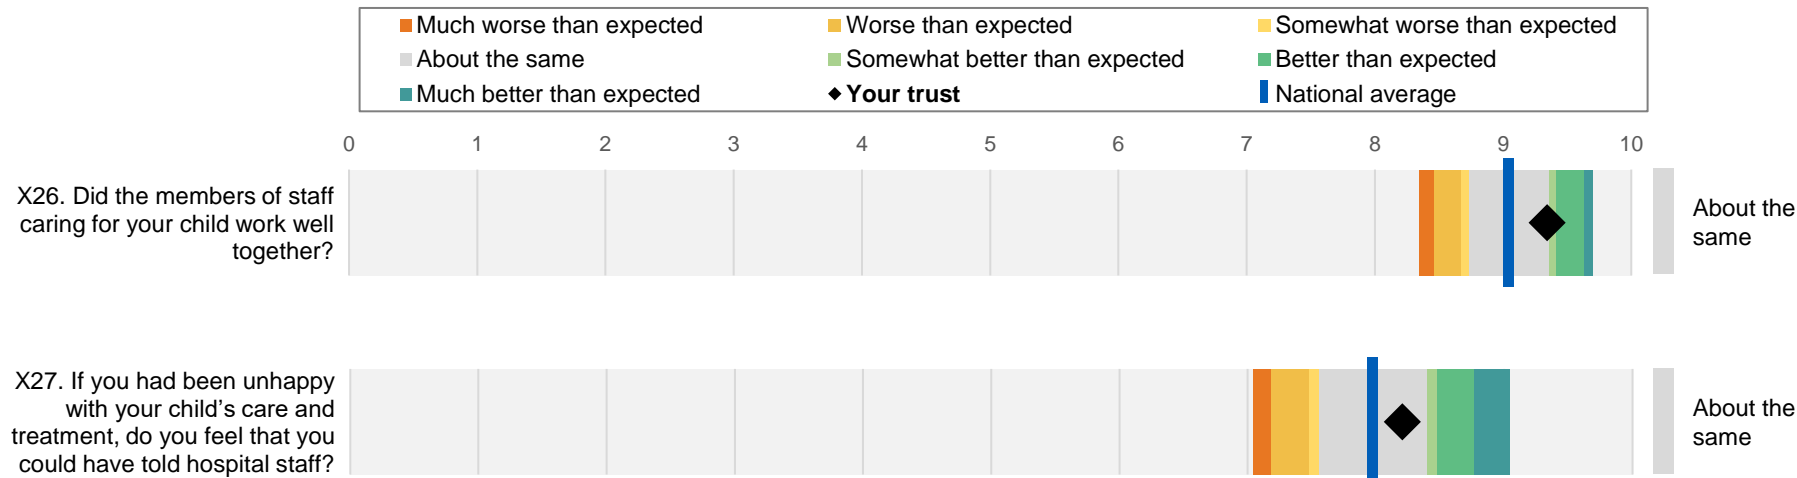 Much worse than expected
Worse than expected
Somewhat worse than expected
About the same
Somewhat better than expected
Better than expected
Much better than expected
Your trust
National average
0 1 2 3 4 5 6 7 8 9 10
X26. Did the members of staff
caring for your child work well
together?
About the
same
X27. If you had been unhappy
with your child’s care and
treatment, do you feel that you
could have told hospital staff?
About the
same